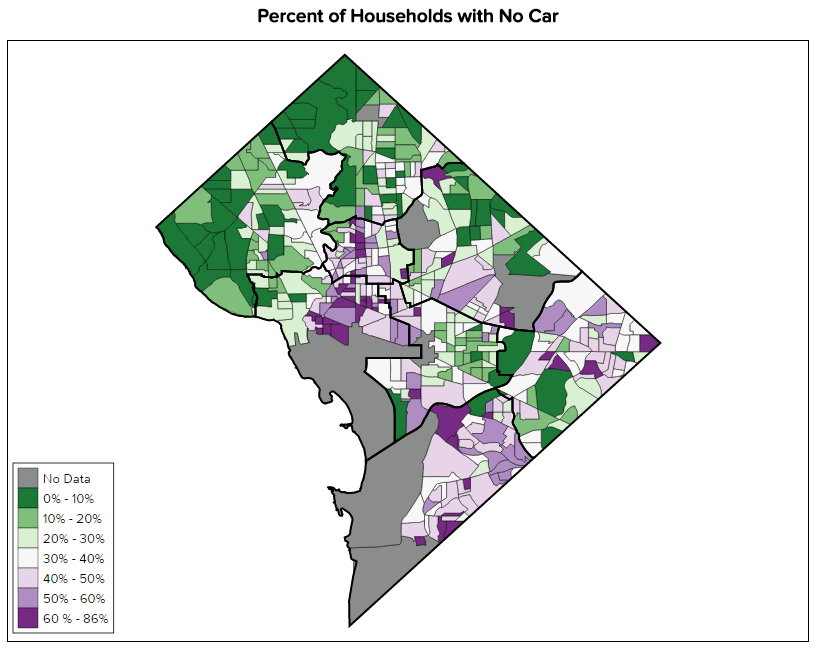 Percent of Households with No Car
No Data
0% - 10%
10% - 20%
20% - 30%
30% - 40%
40% - 50%
50% - 60%
60 % - 86%